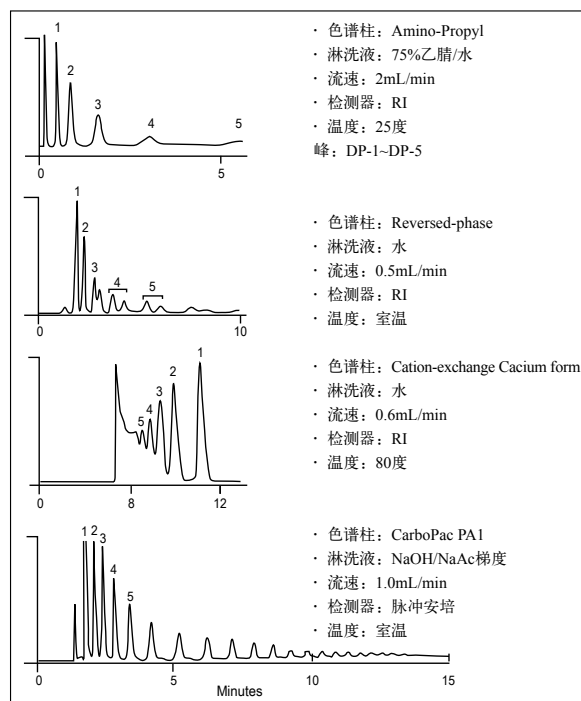 1
2
3
4
5
0
5
· 色谱柱：Amino-Propyl
· 淋洗液：75%乙腈/水
· 流速：2mL/min
· 检测器：RI
· 温度：25度
峰：DP-1~DP-5
1
2
3
4
5
0
10
· 色谱柱：Reversed-phase
· 淋洗液：水
· 流速：0.5mL/min
· 检测器：RI
· 温度：室温
1
2
3
4
5
0
8
12
· 色谱柱：Cation-exchange Cacium form
· 淋洗液：水
· 流速：0.6mL/min
· 检测器：RI
· 温度：80度
1 2
3
4
5
0
5
10
15
Minutes
· 色谱柱：CarboPac PA1
· 淋洗液：NaOH/NaAc梯度
· 流速：1.0mL/min
· 检测器：脉冲安培
· 温度：室温